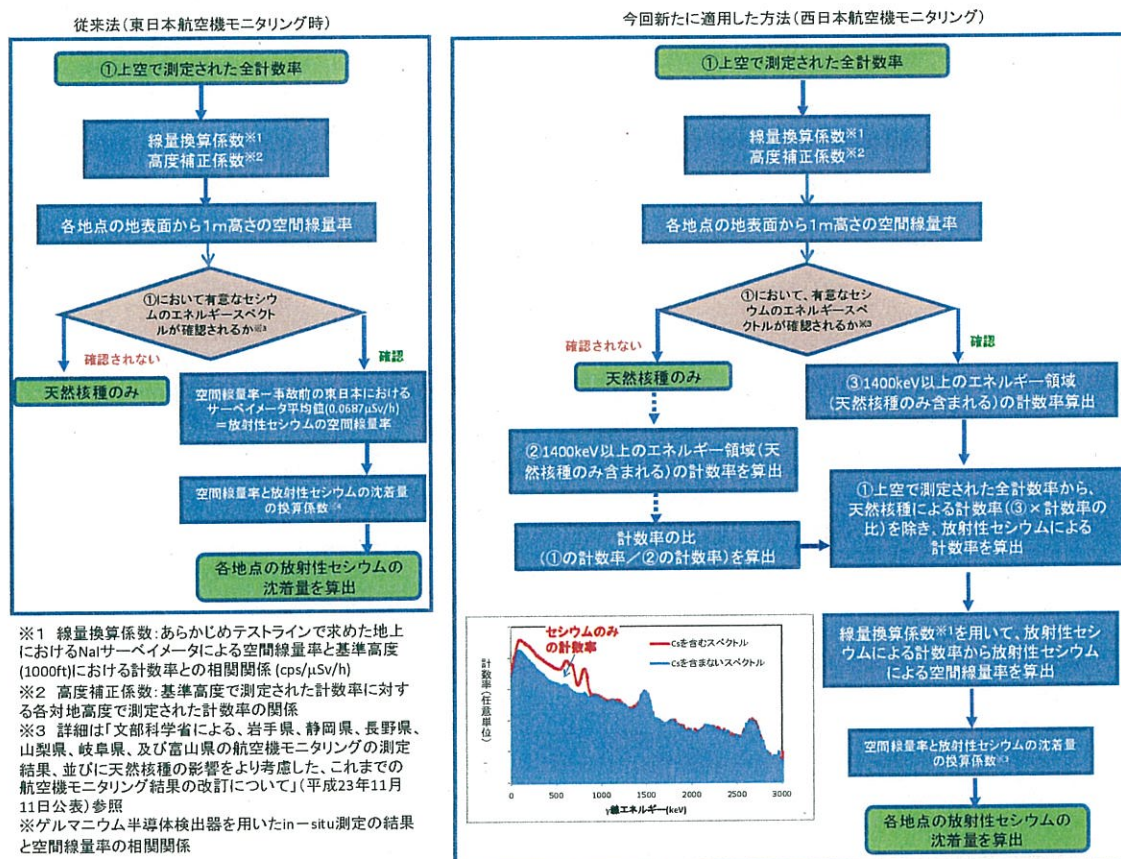 従来法(東日本航空機モニタリング時)
①上空で測定された全計数率
線量換算係数※1
高度補正係数※2
各地点の地表面から1m高さの空間線量率
①において有意なセシウ
ムのエネルギースペクト
ルが確認されるか※3
確認されない
確認
天然核種のみ
空間線量率－事故前の東日本における
サーベイメータ平均値(0.0687μSv/h)
＝放射性セシウムの空間線量率
空間線量率と放射性セシウムの沈着量
の換算係数
各地点の放射性セシウムの
沈着量を算出
※1 線量換算係数:あらかじめテストラインで求めた地上
におけるNaIサーベイメータによる空間線量率と基準高度
(1000ft)における計数率との相関関係 (cps/μSv/h)
※2 高度補正係数:基準高度で測定された計数率に対す
る各対地高度で測定された計数率の関係
※3 詳細は「文部科学省による、岩手県、静岡県、長野県、
山梨県、岐阜県、及び富山県の航空機モニタリングの測定
結果、並びに天然核種の影響をより考慮した、これまでの
航空機モニタリング結果の改訂について」(平成23年11月
11日公表)参照
※ゲルマニウム半導体検出器を用いたin－situ測定の結果
と空間線量率の相関関係
今回新たに適用した方法(西日本航空機モニタリング)
①上空で測定された全計数率
線量換算係数※1
高度補正係数※2
各地点の地表面から1m高さの空間線量率
①において、有意なセシ
ウムのエネルギースペ
クトルが確認されるか※3
確認されない
確認
天然核種のみ
③1400keV以上のエネルギー領域
(天然核種のみ含まれる)の計数率算出
②1400keV以上のエネルギー領域(天
然核種のみ含まれる)の計数率を算出
計数率の比
(①の計数率／②の計数率)を算出
①上空で測定された全計数率から、
天然核種による計数率(③×計数率の
比)を除き、放射性セシウムによる
計数率を算出
線量換算係数※1を用いて、放射性セシ
ウムによる計数率から放射性セシウム
による空間線量率を算出
空間線量率と放射性セシウムの沈着量
の換算係数※3
各地点の放射性セシウムの
沈着量を算出
セシウムのみ
の計数率
Csを含むスペクトル
Csを含まないスペクトル
計数率(任意単位)
0 500 1000 1500 2000 2500 3000
γ線エネルギー(keV)